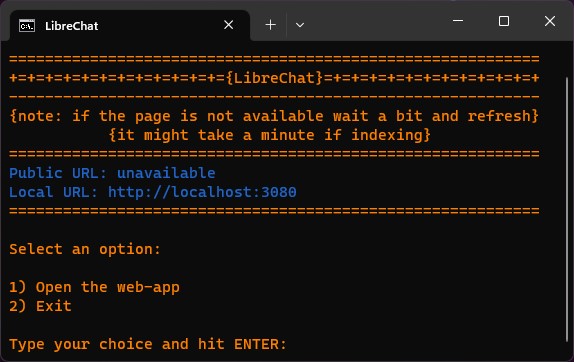 LibreChat
===========================================================
+=+=+=+=+=+=+=+=+=+=+=+={LibreChat}=+=+=+=+=+=+=+=+=+=+=+=+
-----------------------------------------------------------
{note: if the page is not available wait a bit and refresh}
{it might take a minute if indexing}
===========================================================
Public URL: unavailable
Local URL: http://localhost:3080
===========================================================
Select an option:
1) Open the web-app
2) Exit
Type your choice and hit ENTER: